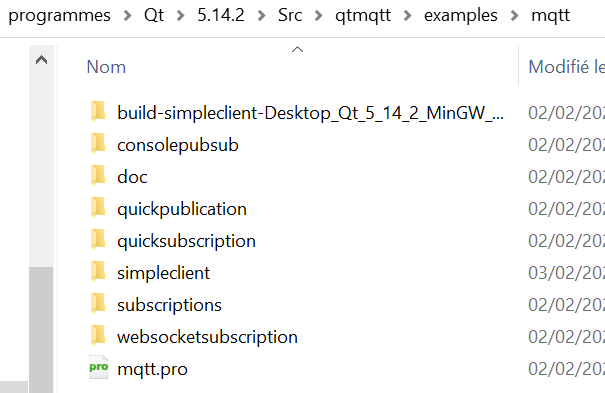 programmes > Qt > 5.14.2 > Src > qtmqtt > examples > mqtt
Nom Modifié le
build-simpleclient-Desktop_Qt_5_14_2_MinGW_... 02/02/202
consolepubsub 02/02/202
doc 02/02/202
quickpublication 02/02/202
quicksubscription 02/02/202
simpleclient 03/02/202
subscriptions 02/02/202
websocketsubscription 02/02/202
pro mqtt.pro 02/02/202